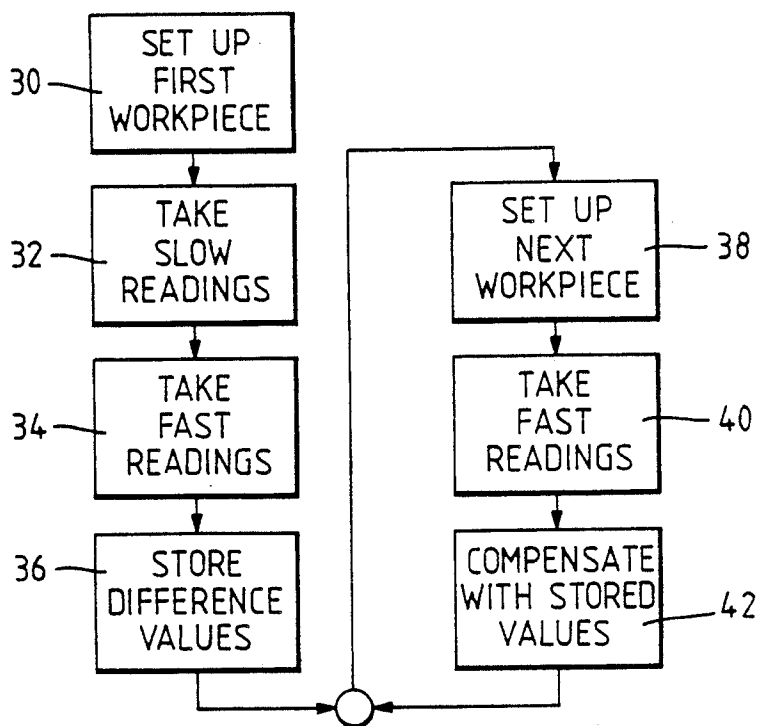 30
SET UP
FIRST
WORKPIECE
32
TAKE
SLOW
READINGS
34
TAKE
FAST
READINGS
36
STORE
DIFFERENCE
VALUES
SET UP
NEXT
WORKPIECE
38
TAKE
FAST
READINGS
40
COMPENSATE
WITH STORED
VALUES
42